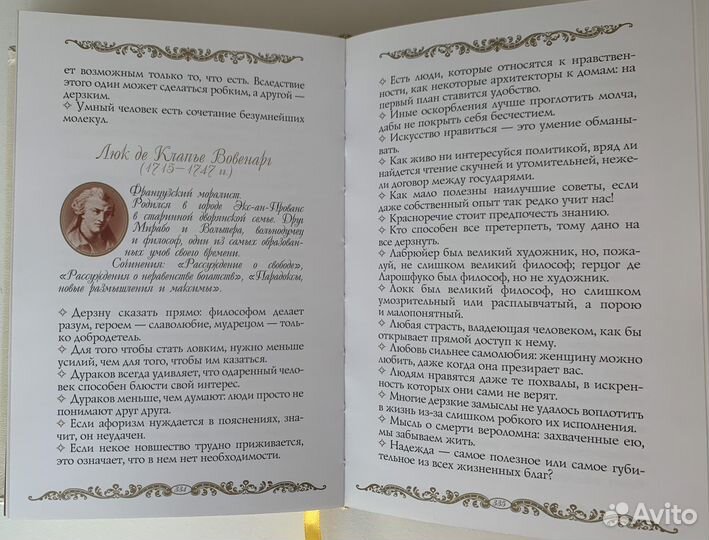 ет возможным только то, что есть. Вследствие
этого один может сделаться робким, а другой —
дерзким.
✧ Умный человек есть сочетание безумнейших
молекул.
Люк де Клапье Вовенарг
(1715—1747 гг.)
Французский моралист.
Родился в городе Экс-ан-Прованс
в старинной дворянской семье. Друг
Мирабо и Вольтера, вольнодумец
и философ, один из самых образован-
ных умов своего времени.
Сочинения: «Рассуждение о свободе»,
«Рассуждения о неравенстве богатств», «Парадоксы,
новые размышления и максимы».
✧ Дерзну сказать прямо: философом делает
разум, героем — славолюбие, мудрецом — толь-
ко добродетель.
✧ Для того чтобы стать ловким, нужно меньше
усилий, чем для того, чтобы им казаться.
✧ Дураков всегда удивляет, что одаренный чело-
век способен блюсти свой интерес.
✧ Дураков меньше, чем думают: люди просто не
понимают друг друга.
✧ Если афоризм нуждается в пояснениях, зна-
чит, он неудачен.
✧ Если некое новшество трудно приживается,
это означает, что в нем нет необходимости.
334
✧ Есть люди, которые относятся к нравствен-
ности, как некоторые архитекторы к домам: на
первый план ставится удобство.
✧ Иные оскорбления лучше проглотить молча,
дабы не покрыть себя бесчестием.
✧ Искусство нравиться — это умение обманы-
вать.
✧ Как живо ни интересуйся политикой, вряд ли
найдется чтение скучней и утомительней, неже-
ли договор между государями.
✧ Как мало полезны наилучшие советы, если
даже собственный опыт так редко учит нас!
✧ Красноречие стоит предпочесть знанию.
✧ Кто способен все претерпеть, тому дано на
все дерзнуть.
✧ Лабрюйер был великий художник, но, пожа-
луй, не слишком великий философ; герцог де
Ларошфуко был философ, но не художник.
✧ Локк был великий философ, но слишком
умозрительный или расплывчатый, а порою
и малопонятный.
✧ Любая страсть, владеющая человеком, как бы
открывает прямой доступ к нему.
✧ Любовь сильнее самолюбия: женщину можно
любить, даже когда она презирает вас.
✧ Людям нравятся даже те похвалы, в искрен-
ность которых они сами не верят.
✧ Многие дерзкие замыслы не удалось воплотить
в жизнь из-за слишком робкого их исполнения.
✧ Мысль о смерти вероломна: захваченные ею,
мы забываем жить.
✧ Надежда — самое полезное или самое губи-
тельное из всех жизненных благ?
335
Avito